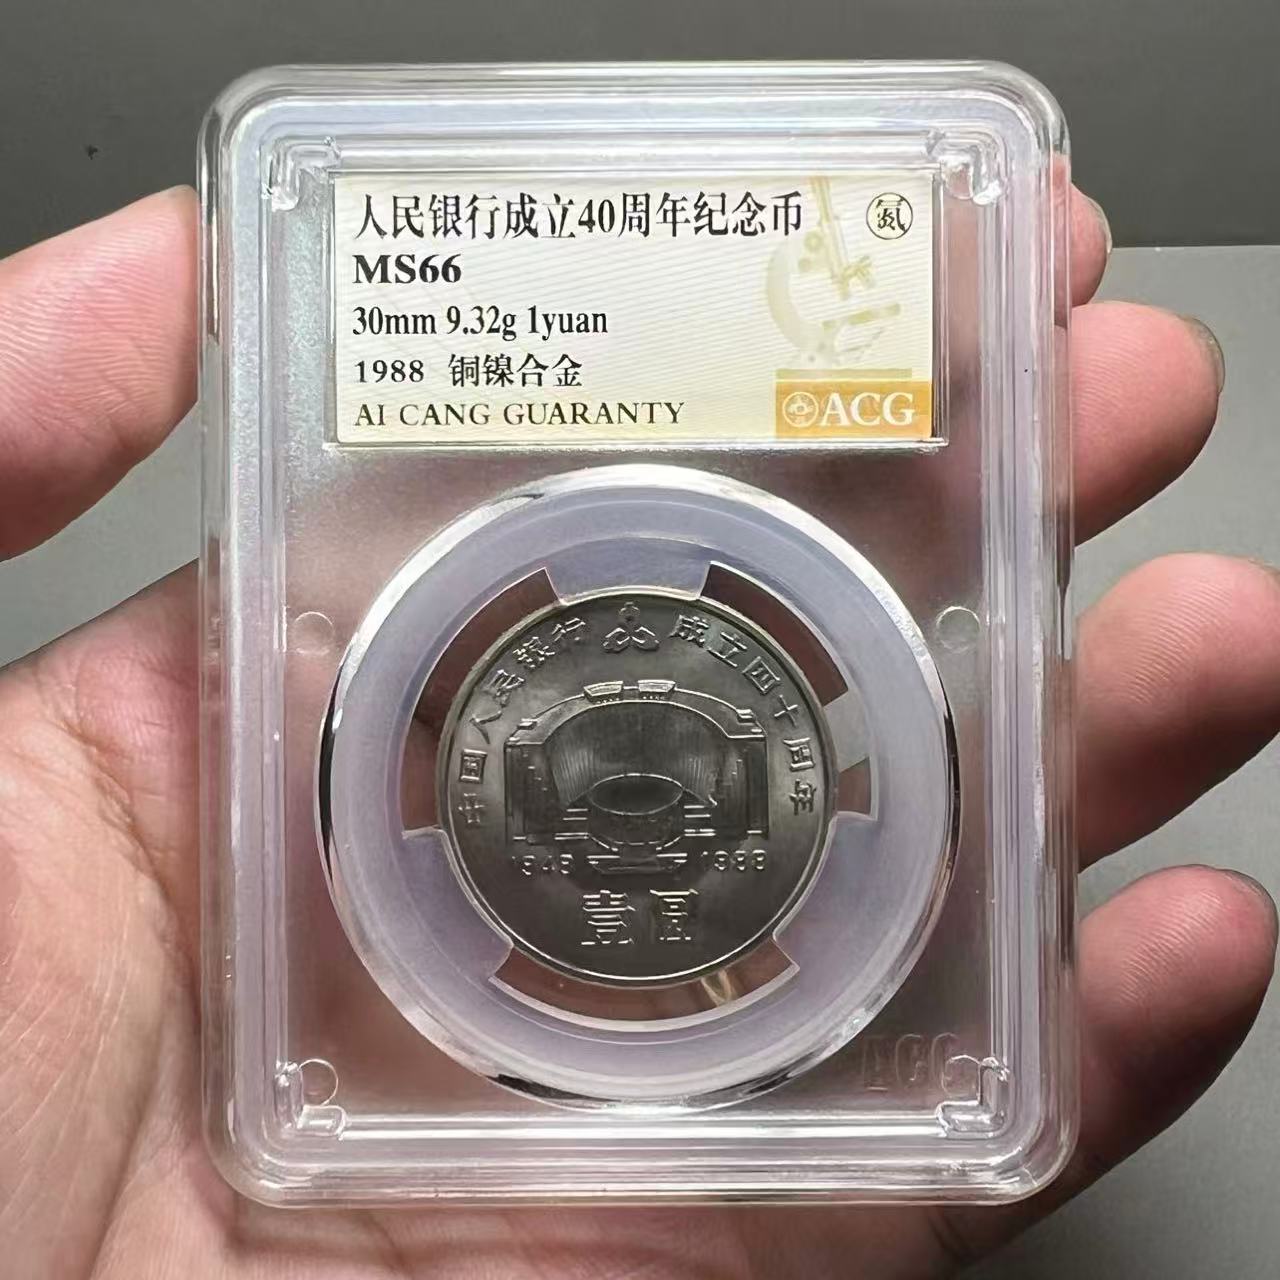 人民银行成立40周年纪念币
氮
MS66
30mm 9.32g 1yuan
1988 铜镍合金
AI CANG GUARANTY
ACG
中国人民银行 成立四十周年
1948 1988
壹圆
ACG